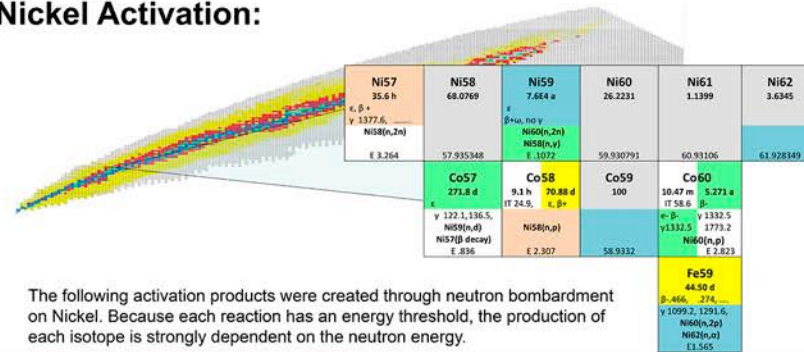 Nickel Activation:
Ni57
35.6 h
ε, β +
γ 1377.6, ......
Ni58(n,2n)
E 3.264
Ni58
68.0769
57.935348
Ni59
7.6E4 a
ε
β+ω, no γ
Ni60(n,2n)
Ni58(n,γ)
E .1072
Ni60
26.2231
59.930791
Ni61
1.1399
60.93106
Ni62
3.6345
61.928349
Co57
271.8 d
ε
γ 122.1,136.5,
Ni59(n,d)
Ni57(β decay)
E .836
Co58
9.1 h 70.88 d
IT 24.9, ε, β+
Ni58(n,p)
E 2.307
Co59
100
58.9332
Co60
10.47 m 5.271 a
IT 58.6 β-
e- β- γ 1332.5
γ1332.5 1773.2
Ni60(n,p)
E 2.823
Fe59
44.50 d
β-.466, .274, ...
γ 1099.2, 1291.6,
Ni60(n,2p)
Ni62(n,α)
E1.565
The following activation products were created through neutron bombardment
on Nickel. Because each reaction has an energy threshold, the production of
each isotope is strongly dependent on the neutron energy.